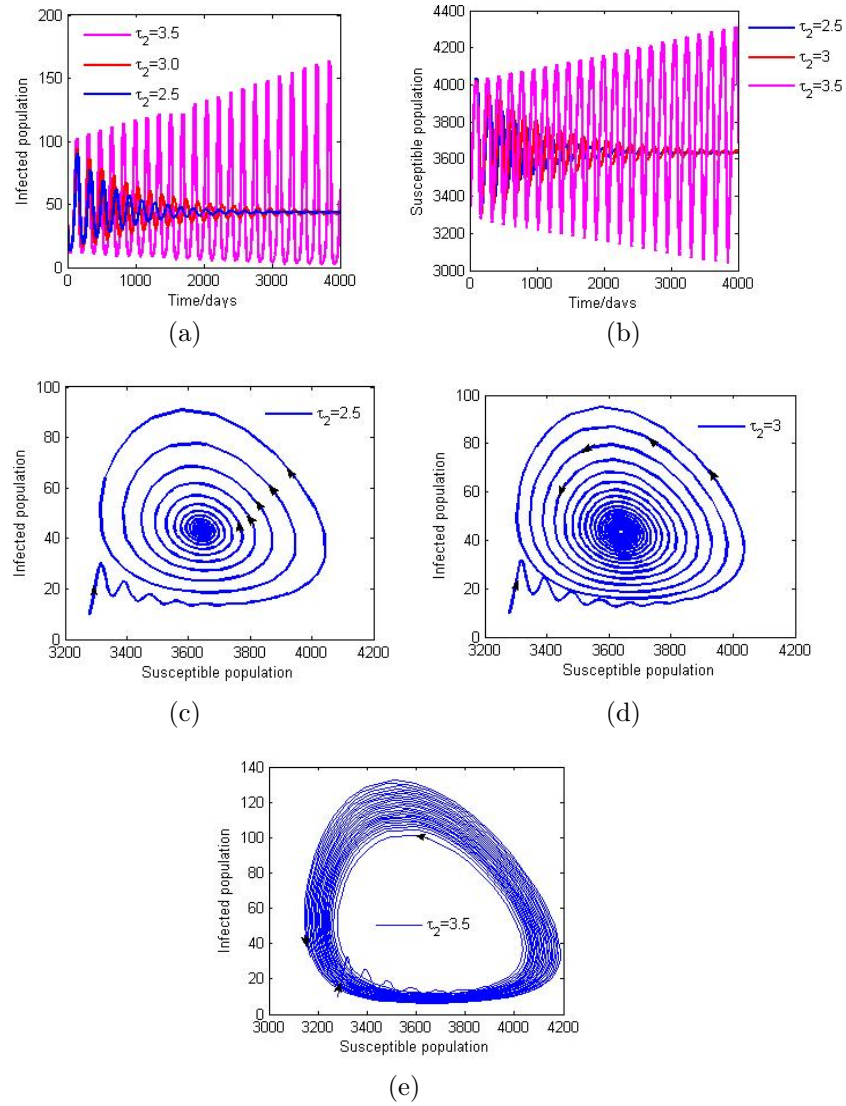 200
150
100
50
0
Infected population
τ2=3.5
τ2=3.0
τ2=2.5
0 1000 2000 3000 4000
Time/days
(a)
4400
4200
4000
3800
3600
3400
3200
3000
Susceptible population
τ2=2.5
τ2=3
τ2=3.5
0 1000 2000 3000 4000
Time/days
(b)
100
80
60
40
20
0
Infected population
τ2=2.5
3200 3400 3600 3800 4000 4200
Susceptible population
(c)
100
80
60
40
20
0
Infected population
τ2=3
3200 3400 3600 3800 4000 4200
Susceptible population
(d)
140
120
100
80
60
40
20
0
Infected population
τ2=3.5
3000 3200 3400 3600 3800 4000 4200
Susceptible population
(e)